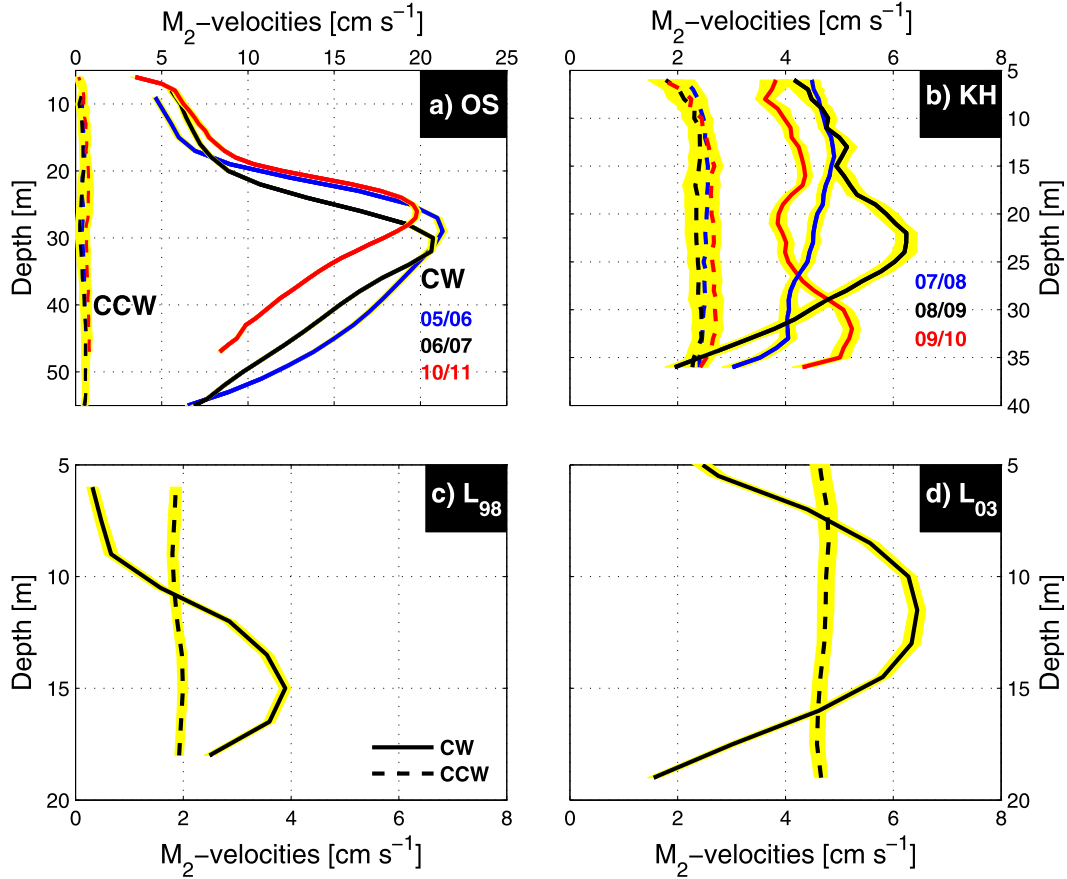 M2−velocities [cm s−1]
M2−velocities [cm s−1]
0 5 10 15 20 25
0 2 4 6 8
10
20
30
40
50
Depth [m]
a) OS
CCW
CW
05/06
06/07
10/11
b) KH
07/08
08/09
09/10
5
10
15
20
25
30
35
40
Depth [m]
5
10
15
20
Depth [m]
c) L98
CW
CCW
d) L03
5
10
15
20
Depth [m]
0 2 4 6 8
0 2 4 6 8
M2−velocities [cm s−1]
M2−velocities [cm s−1]